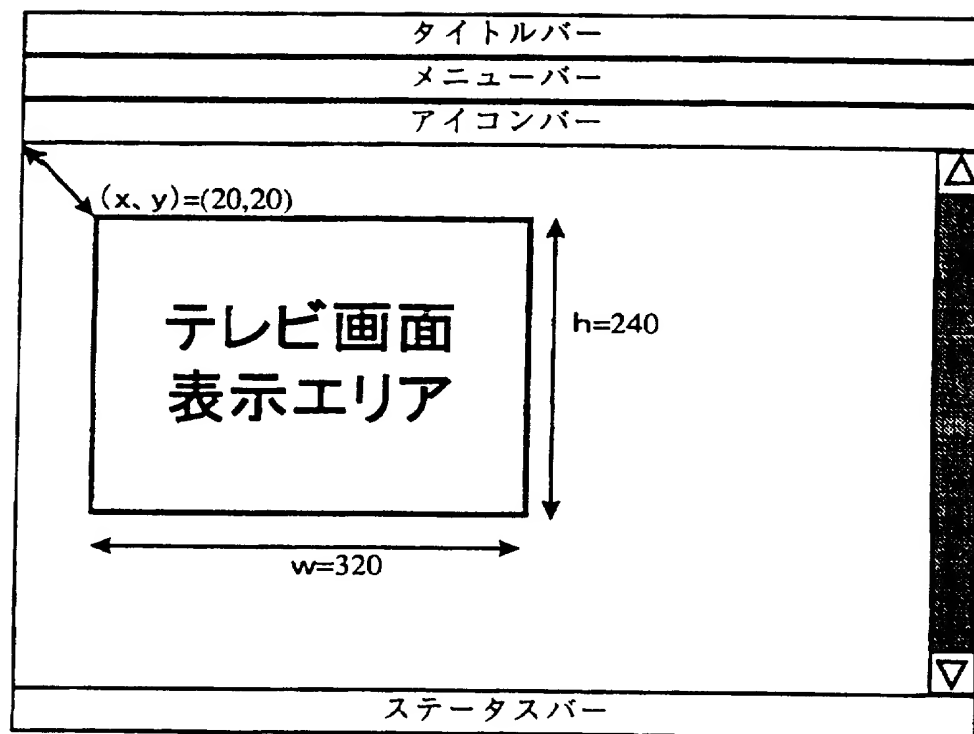 タイトルバー
メニューバー
アイコンバー
(x、y)=(20,20)
テレビ画面
表示エリア
h=240
w=320
ステータスバー